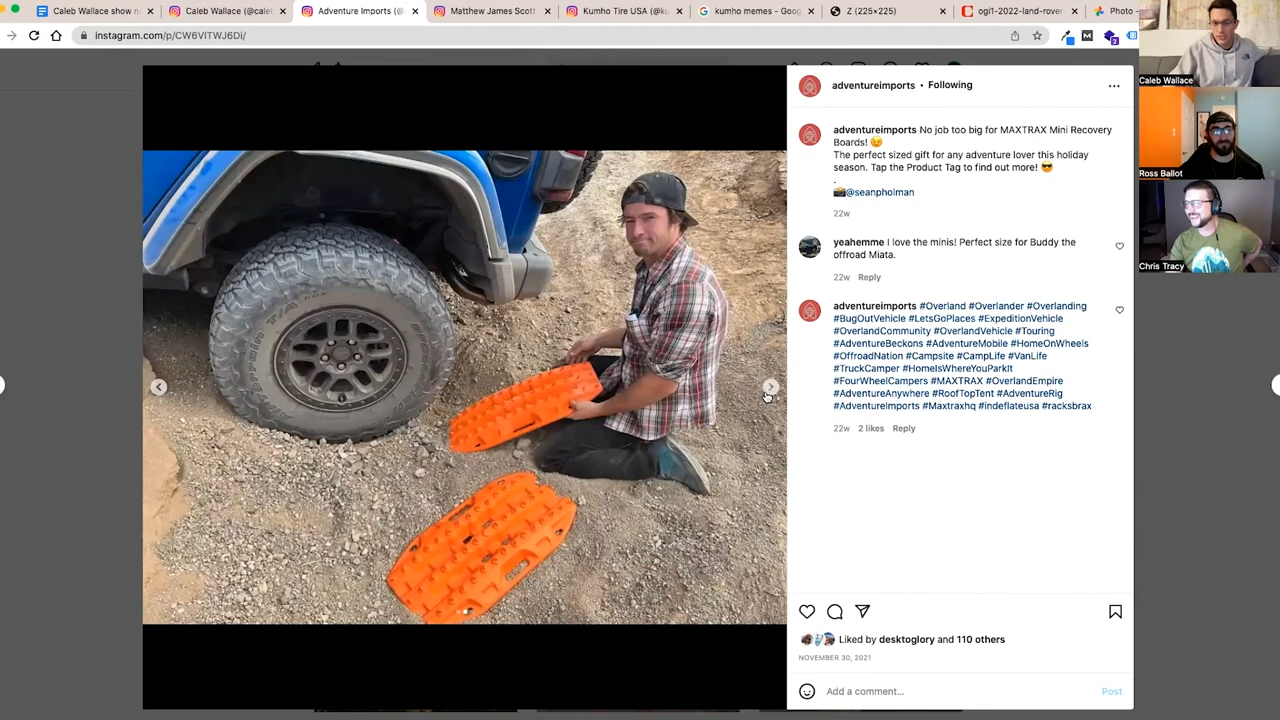 Caleb Wallace show n
Caleb Wallace (@cale
Adventure Imports (@
Matthew James Scott
Kumho Tire USA (@ku
kumho memes - Goog
Z (225×225)
ogi1-2022-land-rover
Photo -
instagram.com/p/CW6VlTWJ6Di/
2
Caleb Wallace
Ross Ballot
Chris Tracy
adventureimports • Following
adventureimports No job too big for MAXTRAX Mini Recovery
Boards! 😉
The perfect sized gift for any adventure lover this holiday
season. Tap the Product Tag to find out more! 😎
.
📸@seanpholman
22w
yeahemme I love the minis! Perfect size for Buddy the
offroad Miata.
22w Reply
adventureimports #Overland #Overlander #Overlanding
#BugOutVehicle #LetsGoPlaces #ExpeditionVehicle
#OverlandCommunity #OverlandVehicle #Touring
#AdventureBeckons #AdventureMobile #HomeOnWheels
#OffroadNation #Campsite #CampLife #VanLife
#TruckCamper #HomeIsWhereYouParkIt
#FourWheelCampers #MAXTRAX #OverlandEmpire
#AdventureAnywhere #RoofTopTent #AdventureRig
#AdventureImports #Maxtraxhq #indeflateusa #racksbrax
22w 2 likes Reply
Liked by desktoglory and 110 others
NOVEMBER 30, 2021
Add a comment...
Post